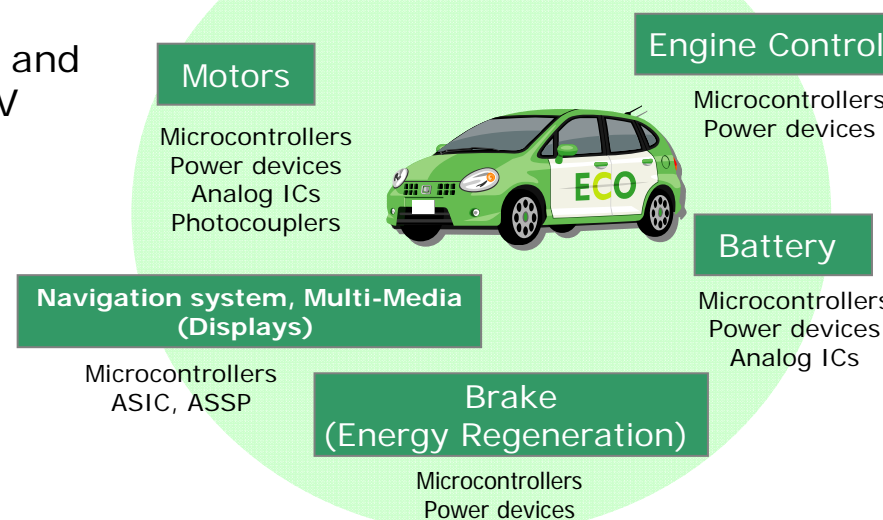 and
V
Motors
Microcontrollers
Power devices
Analog ICs
Photocouplers
Engine Control
Microcontrollers
Power devices
ECO
Battery
Microcontrollers
Power devices
Analog ICs
Navigation system, Multi-Media
(Displays)
Microcontrollers
ASIC, ASSP
Brake
(Energy Regeneration)
Microcontrollers
Power devices